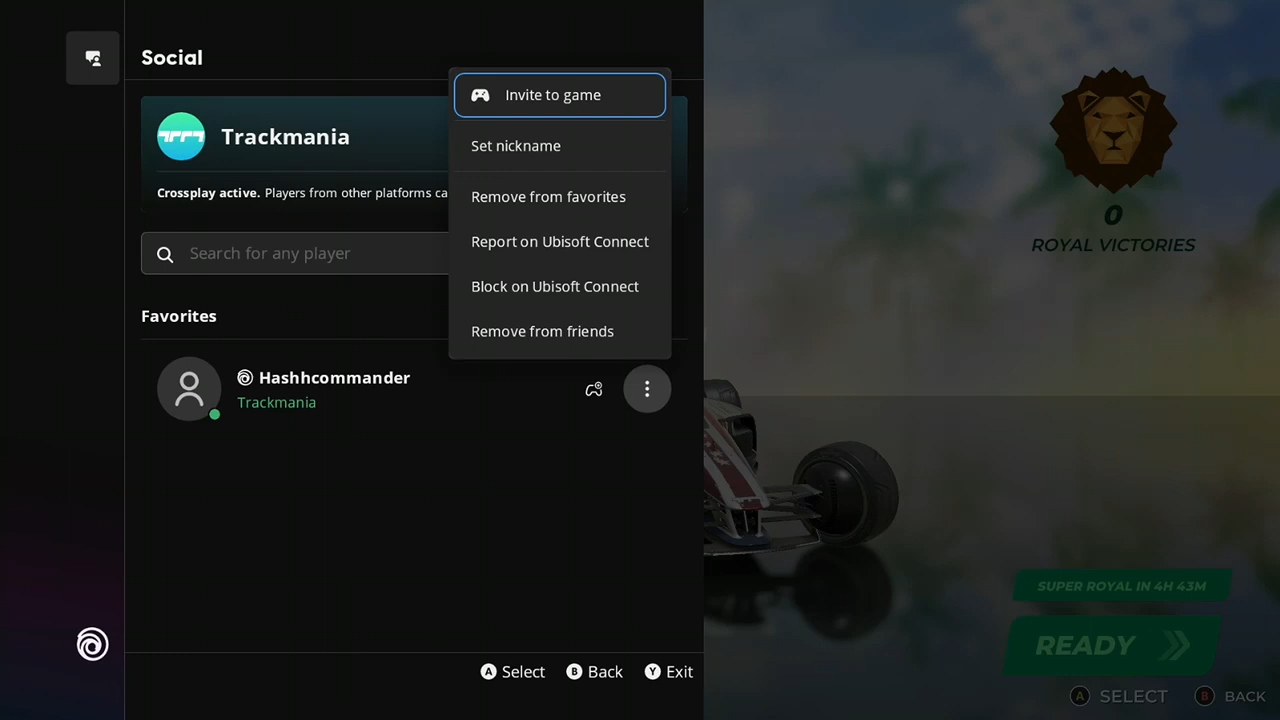 Social
Invite to game
Trackmania
Set nickname
Crossplay active. Players from other platforms ca
Remove from favorites
Report on Ubisoft Connect
Search for any player
Block on Ubisoft Connect
Favorites
Remove from friends
Hashhcommander
Trackmania
0
ROYAL VICTORIES
SUPER ROYAL IN 4H 43M
READY
A Select B Back Y Exit
A SELECT B BACK